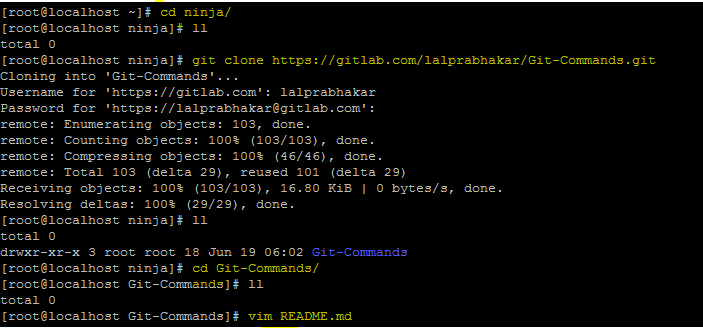 [root@localhost ~]# cd ninja/
[root@localhost ninja]# ll
total 0
[root@localhost ninja]# git clone https://gitlab.com/lalprabhakar/Git-Commands.git
Cloning into 'Git-Commands'...
Username for 'https://gitlab.com': lalprabhakar
Password for 'https://lalprabhakar@gitlab.com':
remote: Enumerating objects: 103, done.
remote: Counting objects: 100% (103/103), done.
remote: Compressing objects: 100% (46/46), done.
remote: Total 103 (delta 29), reused 101 (delta 29)
Receiving objects: 100% (103/103), 16.80 KiB | 0 bytes/s, done.
Resolving deltas: 100% (29/29), done.
[root@localhost ninja]# ll
total 0
drwxr-xr-x 3 root root 18 Jun 19 06:02 Git-Commands
[root@localhost ninja]# cd Git-Commands/
[root@localhost Git-Commands]# ll
total 0
[root@localhost Git-Commands]# vim README.md